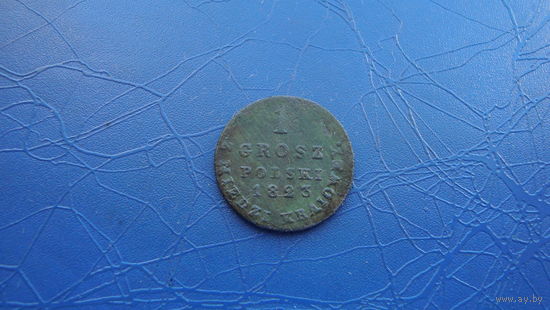 1
GROSZ
POLSKI
1823
Z MIEDZI KRAIOWEY
www.ay.by